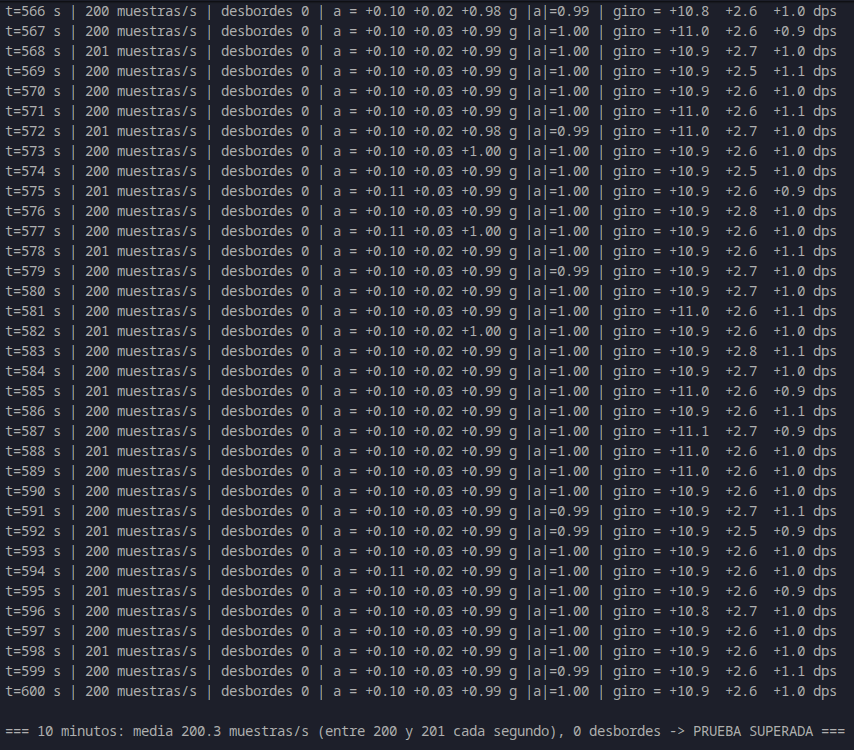 t=566 s | 200 muestras/s | desbordes 0 | a = +0.10 +0.02 +0.98 g |a|=0.99 | giro = +10.8  +2.6  +1.0 dps
t=567 s | 200 muestras/s | desbordes 0 | a = +0.10 +0.03 +0.99 g |a|=1.00 | giro = +11.0  +2.6  +0.9 dps
t=568 s | 201 muestras/s | desbordes 0 | a = +0.10 +0.02 +0.99 g |a|=1.00 | giro = +10.9  +2.7  +1.0 dps
t=569 s | 200 muestras/s | desbordes 0 | a = +0.10 +0.03 +0.99 g |a|=1.00 | giro = +10.9  +2.5  +1.1 dps
t=570 s | 200 muestras/s | desbordes 0 | a = +0.10 +0.03 +0.99 g |a|=1.00 | giro = +10.9  +2.6  +1.0 dps
t=571 s | 200 muestras/s | desbordes 0 | a = +0.10 +0.03 +0.99 g |a|=1.00 | giro = +11.0  +2.6  +1.1 dps
t=572 s | 201 muestras/s | desbordes 0 | a = +0.10 +0.02 +0.98 g |a|=0.99 | giro = +11.0  +2.7  +1.0 dps
t=573 s | 200 muestras/s | desbordes 0 | a = +0.10 +0.03 +1.00 g |a|=1.00 | giro = +10.9  +2.6  +1.0 dps
t=574 s | 200 muestras/s | desbordes 0 | a = +0.10 +0.03 +0.99 g |a|=1.00 | giro = +10.9  +2.5  +1.0 dps
t=575 s | 201 muestras/s | desbordes 0 | a = +0.11 +0.03 +0.99 g |a|=1.00 | giro = +10.9  +2.6  +0.9 dps
t=576 s | 200 muestras/s | desbordes 0 | a = +0.10 +0.03 +0.99 g |a|=1.00 | giro = +10.9  +2.8  +1.0 dps
t=577 s | 200 muestras/s | desbordes 0 | a = +0.11 +0.03 +1.00 g |a|=1.00 | giro = +10.9  +2.6  +1.0 dps
t=578 s | 201 muestras/s | desbordes 0 | a = +0.10 +0.02 +0.99 g |a|=1.00 | giro = +10.9  +2.6  +1.1 dps
t=579 s | 200 muestras/s | desbordes 0 | a = +0.10 +0.03 +0.99 g |a|=0.99 | giro = +10.9  +2.7  +1.0 dps
t=580 s | 200 muestras/s | desbordes 0 | a = +0.10 +0.02 +0.99 g |a|=1.00 | giro = +10.9  +2.7  +1.0 dps
t=581 s | 200 muestras/s | desbordes 0 | a = +0.10 +0.03 +0.99 g |a|=1.00 | giro = +11.0  +2.6  +1.1 dps
t=582 s | 201 muestras/s | desbordes 0 | a = +0.10 +0.02 +1.00 g |a|=1.00 | giro = +10.9  +2.6  +1.0 dps
t=583 s | 200 muestras/s | desbordes 0 | a = +0.10 +0.02 +0.99 g |a|=1.00 | giro = +10.9  +2.8  +1.1 dps
t=584 s | 200 muestras/s | desbordes 0 | a = +0.10 +0.02 +0.99 g |a|=1.00 | giro = +10.9  +2.7  +1.0 dps
t=585 s | 201 muestras/s | desbordes 0 | a = +0.10 +0.03 +0.99 g |a|=1.00 | giro = +11.0  +2.6  +0.9 dps
t=586 s | 200 muestras/s | desbordes 0 | a = +0.10 +0.02 +0.99 g |a|=1.00 | giro = +10.9  +2.6  +1.1 dps
t=587 s | 200 muestras/s | desbordes 0 | a = +0.10 +0.02 +0.99 g |a|=1.00 | giro = +11.1  +2.7  +0.9 dps
t=588 s | 201 muestras/s | desbordes 0 | a = +0.10 +0.02 +0.99 g |a|=1.00 | giro = +11.0  +2.6  +1.0 dps
t=589 s | 200 muestras/s | desbordes 0 | a = +0.10 +0.03 +0.99 g |a|=1.00 | giro = +11.0  +2.6  +1.0 dps
t=590 s | 200 muestras/s | desbordes 0 | a = +0.10 +0.03 +0.99 g |a|=1.00 | giro = +10.9  +2.6  +1.0 dps
t=591 s | 200 muestras/s | desbordes 0 | a = +0.10 +0.03 +0.99 g |a|=0.99 | giro = +10.9  +2.7  +1.1 dps
t=592 s | 201 muestras/s | desbordes 0 | a = +0.10 +0.02 +0.99 g |a|=0.99 | giro = +10.9  +2.5  +0.9 dps
t=593 s | 200 muestras/s | desbordes 0 | a = +0.10 +0.03 +0.99 g |a|=1.00 | giro = +10.9  +2.6  +1.0 dps
t=594 s | 200 muestras/s | desbordes 0 | a = +0.11 +0.02 +0.99 g |a|=1.00 | giro = +10.9  +2.6  +1.0 dps
t=595 s | 201 muestras/s | desbordes 0 | a = +0.10 +0.03 +0.99 g |a|=1.00 | giro = +10.9  +2.6  +0.9 dps
t=596 s | 200 muestras/s | desbordes 0 | a = +0.10 +0.03 +0.99 g |a|=1.00 | giro = +10.8  +2.7  +1.0 dps
t=597 s | 200 muestras/s | desbordes 0 | a = +0.10 +0.03 +0.99 g |a|=1.00 | giro = +10.9  +2.6  +1.0 dps
t=598 s | 201 muestras/s | desbordes 0 | a = +0.10 +0.02 +0.99 g |a|=1.00 | giro = +10.9  +2.6  +1.0 dps
t=599 s | 200 muestras/s | desbordes 0 | a = +0.10 +0.03 +0.99 g |a|=0.99 | giro = +10.9  +2.6  +1.1 dps
t=600 s | 200 muestras/s | desbordes 0 | a = +0.10 +0.03 +0.99 g |a|=1.00 | giro = +10.9  +2.6  +1.0 dps
=== 10 minutos: media 200.3 muestras/s (entre 200 y 201 cada segundo), 0 desbordes -> PRUEBA SUPERADA ===